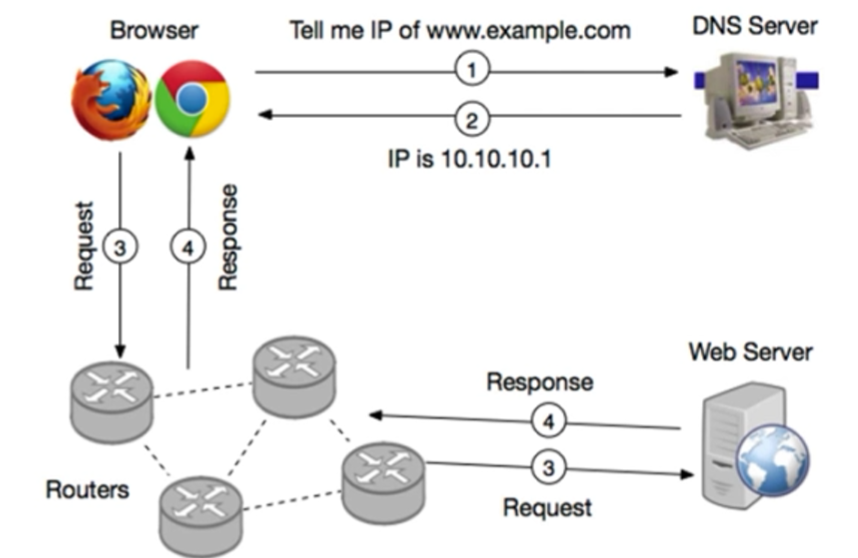 Browser
Tell me IP of www.example.com
DNS Server
1
2
IP is 10.10.10.1
Request
3
4
Response
Web Server
Response
4
3
Request
Routers